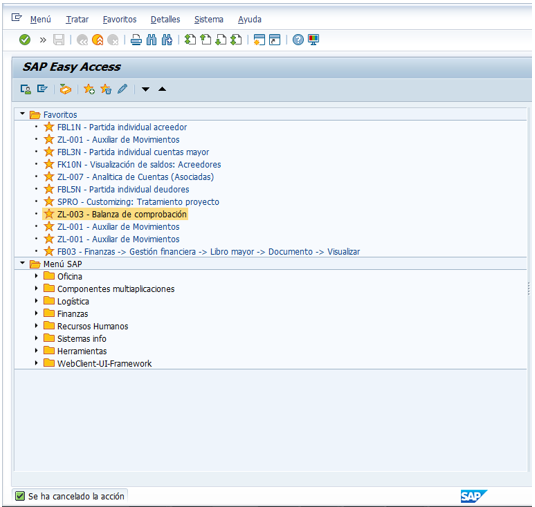 Menú Tratar Favoritos Detalles Sistema Ayuda
SAP Easy Access
Favoritos
FBL1N - Partida individual acreedor
ZL-001 - Auxiliar de Movimientos
FBL3N - Partida individual cuentas mayor
FK10N - Visualización de saldos: Acreedores
ZL-007 - Analitica de Cuentas (Asociadas)
FBL5N - Partida individual deudores
SPRO - Customizing: Tratamiento proyecto
ZL-003 - Balanza de comprobación
ZL-001 - Auxiliar de Movimientos
ZL-001 - Auxiliar de Movimientos
FB03 - Finanzas -> Gestión financiera -> Libro mayor -> Documento -> Visualizar
Menú SAP
Oficina
Componentes multiaplicaciones
Logística
Finanzas
Recursos Humanos
Sistemas info
Herramientas
WebClient-UI-Framework
Se ha cancelado la acción
SAP